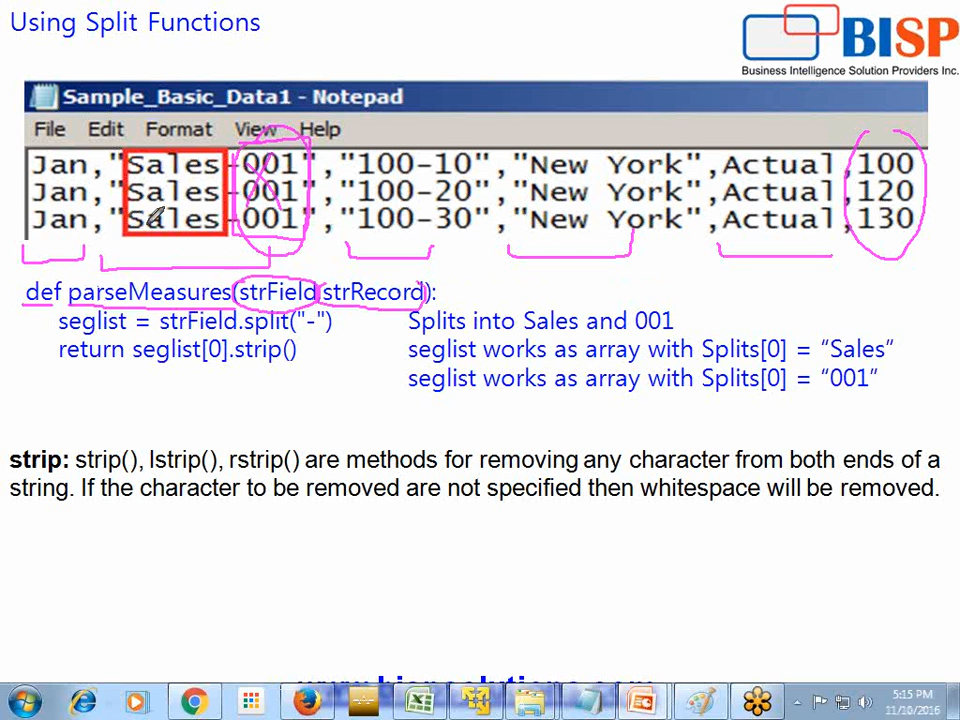 Using Split Functions
BISP
Business Intelligence Solution Providers Inc.
Sample_Basic_Data1 - Notepad
File Edit Format View Help
Jan,"Sales-001","100-10","New York",Actual,100
Jan,"Sales-001","100-20","New York",Actual,120
Jan,"Sales-001","100-30","New York",Actual,130
def parseMeasures(strField,strRecord):
seglist = strField.split("-") Splits into Sales and 001
return seglist[0].strip() seglist works as array with Splits[0] = “Sales”
seglist works as array with Splits[0] = “001”
strip: strip(), lstrip(), rstrip() are methods for removing any character from both ends of a
string. If the character to be removed are not specified then whitespace will be removed.
5:15 PM
11/10/2016